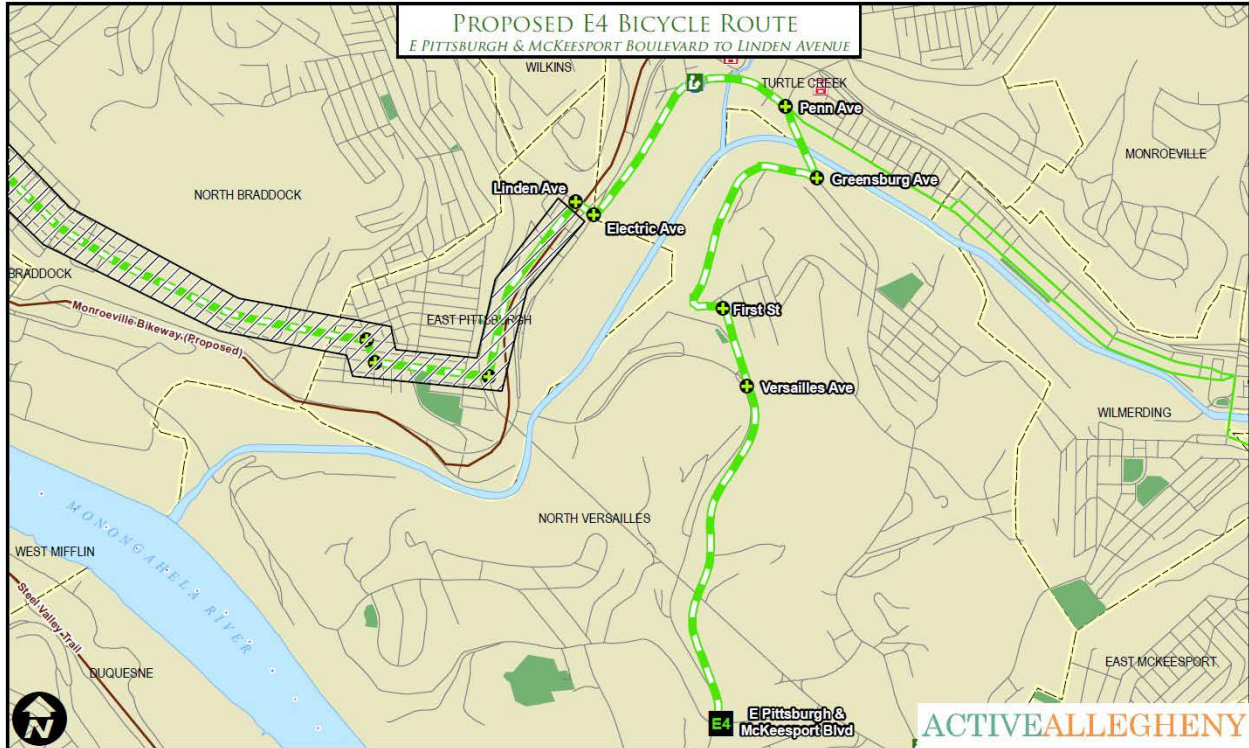 PROPOSED E4 BICYCLE ROUTE
E PITTSBURGH & MCKEESPORT BOULEVARD TO LINDEN AVENUE
WILKINS
TURTLE CREEK
Penn Ave
MONROEVILLE
Greensburg Ave
NORTH BRADDOCK
Linden Ave
Electric Ave
BRADDOCK
Monroeville Bikeway (Proposed)
EAST PITTSBURGH
First St
Versailles Ave
WILMERDING
NORTH VERSAILLES
MONONGAHELA RIVER
WEST MIFFLIN
Steel Valley Trail
DUQUESNE
EAST MCKEESPORT
E4
E Pittsburgh &
McKeesport Blvd
N
ACTIVEALLEGHENY